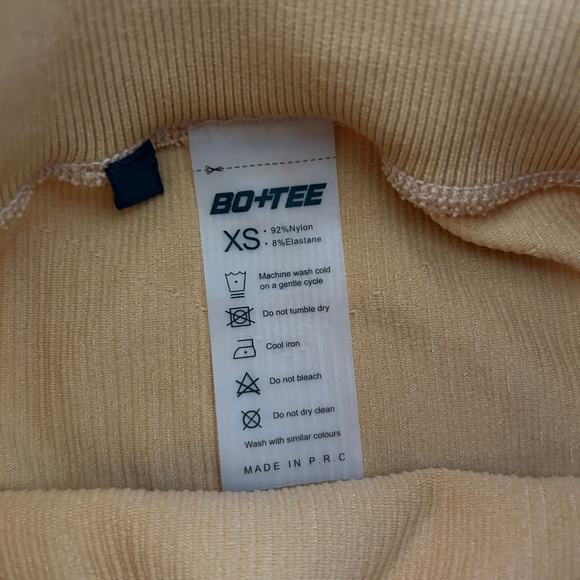 BO+TEE
XS • 92%Nylon
• 8%Elastane
Machine wash cold
on a gentle cycle
Do not tumble dry
Cool iron
Do not bleach
Do not dry clean
Wash with similar colours
MADE IN P.R.C